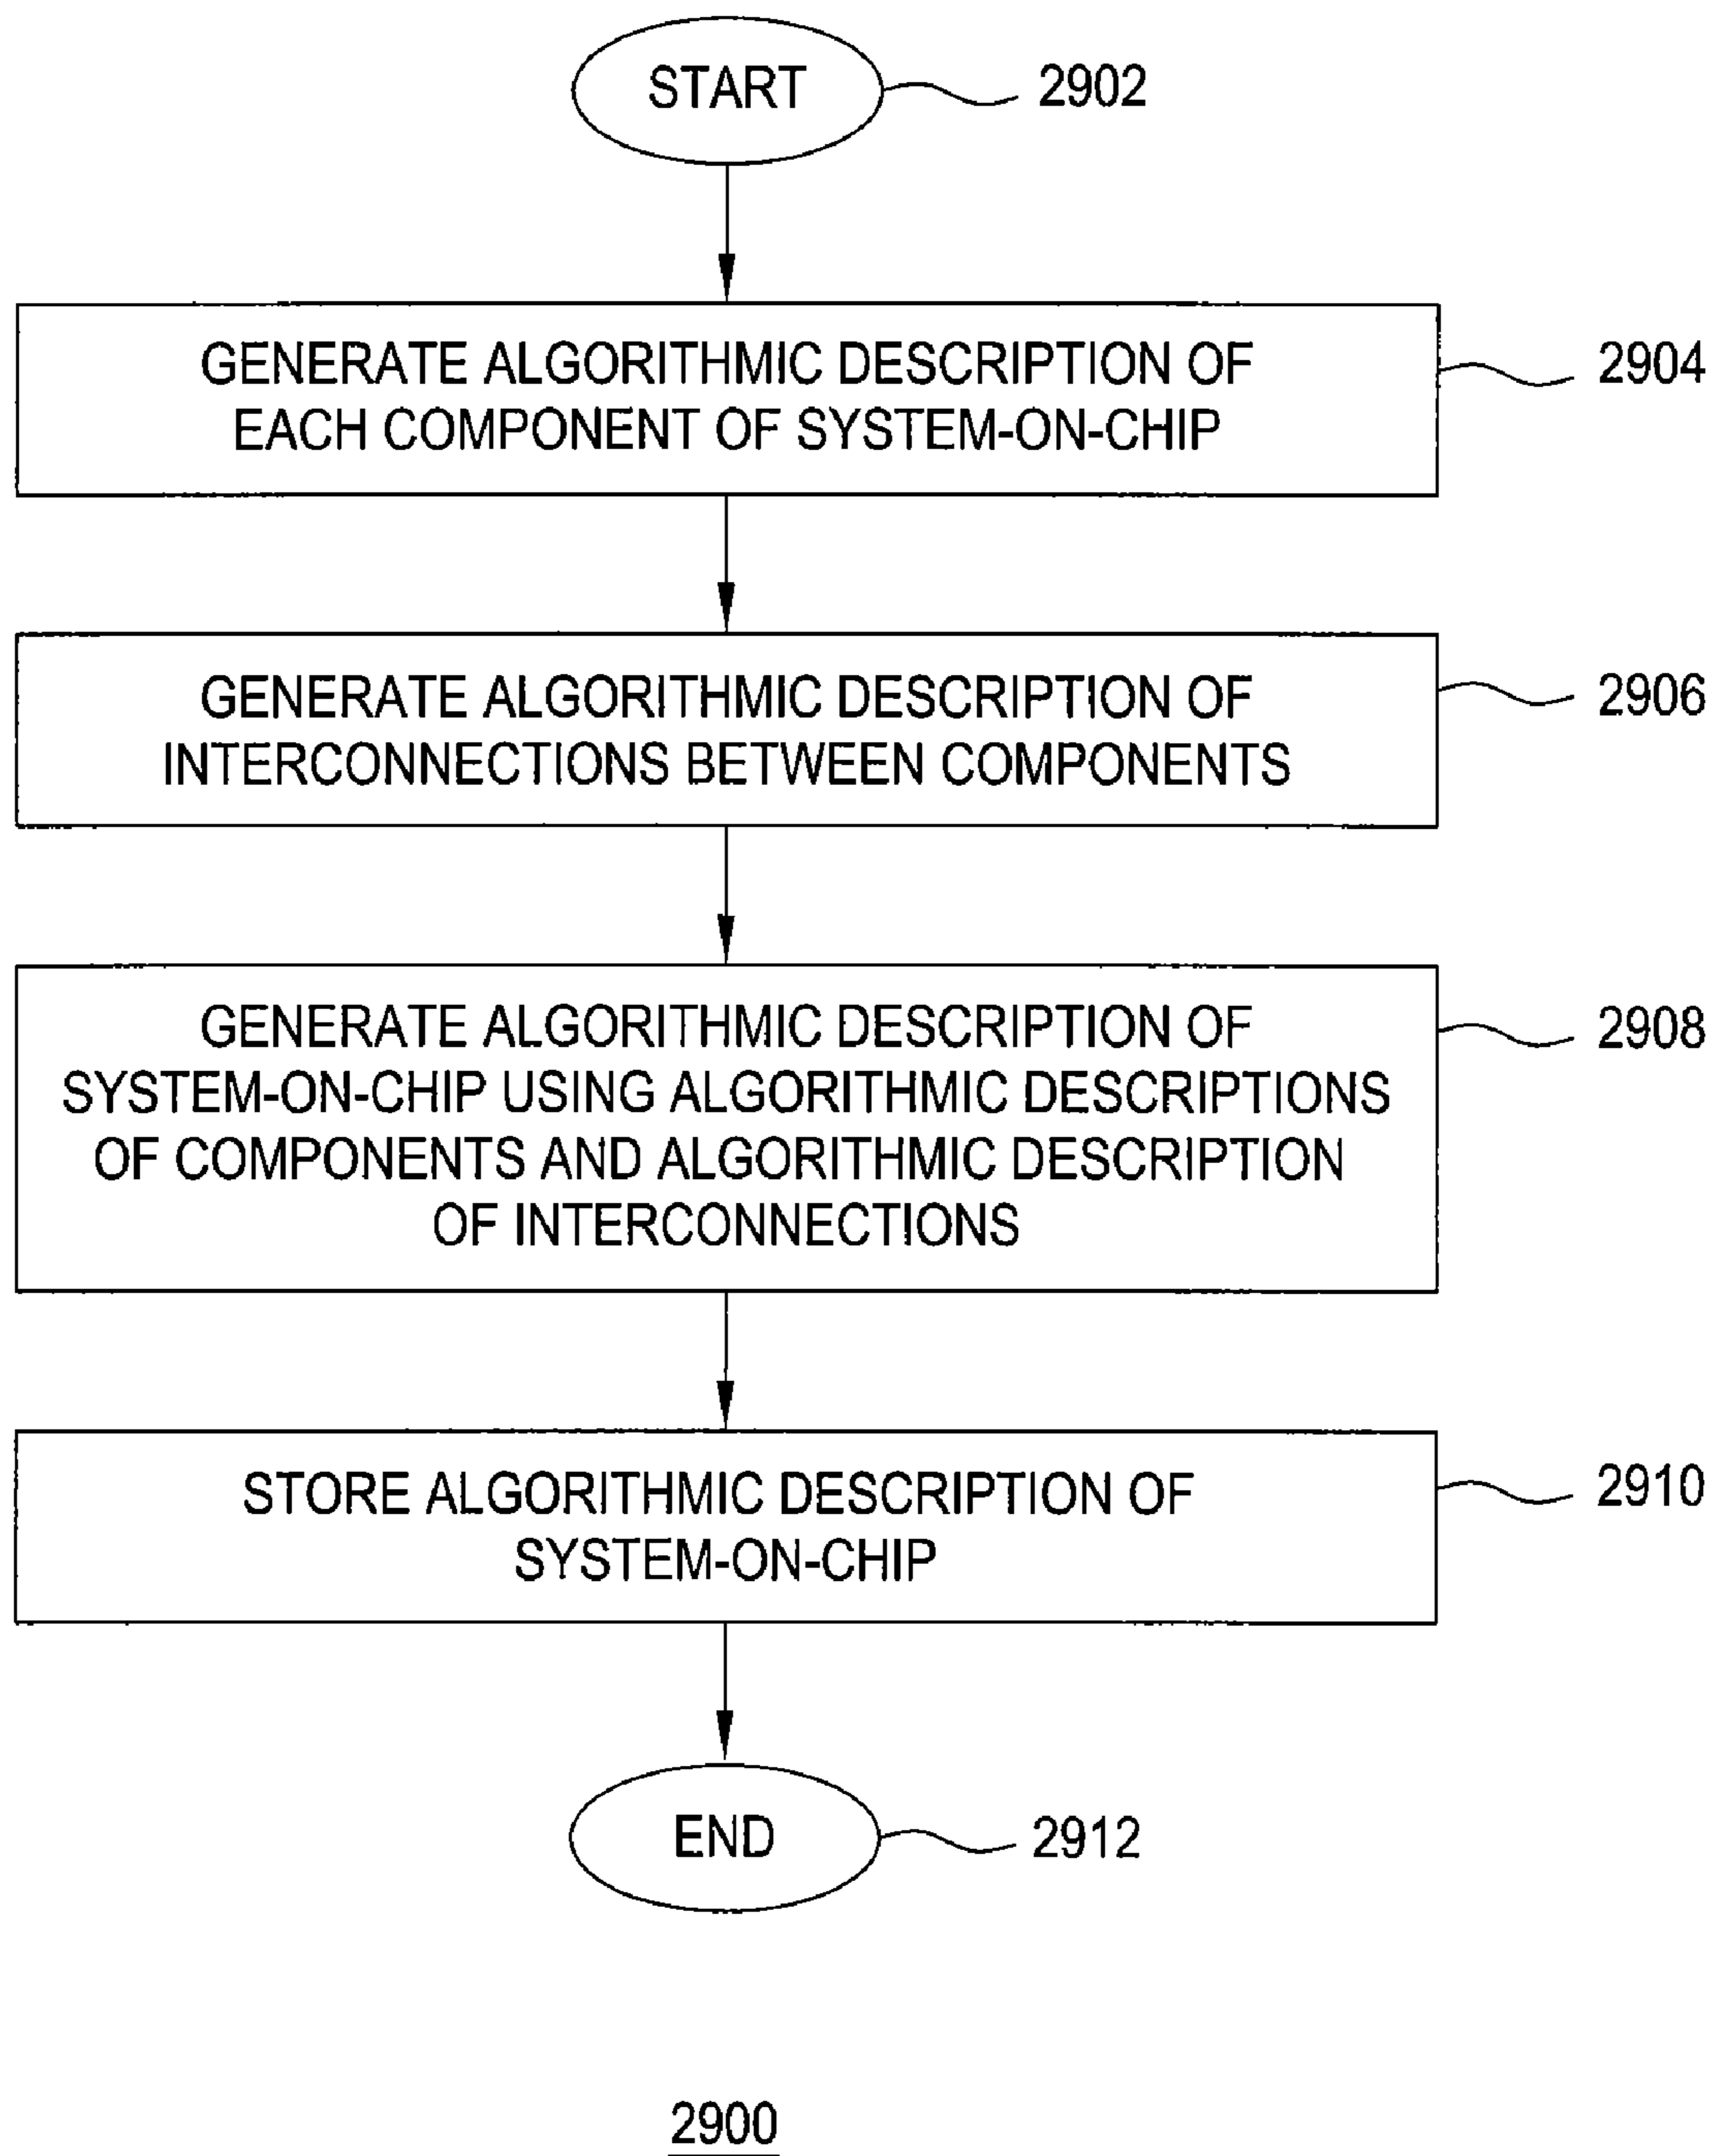 START
2902
GENERATE ALGORITHMIC DESCRIPTION OF
EACH COMPONENT OF SYSTEM-ON-CHIP
2904
GENERATE ALGORITHMIC DESCRIPTION OF
INTERCONNECTIONS BETWEEN COMPONENTS
2906
GENERATE ALGORITHMIC DESCRIPTION OF
SYSTEM-ON-CHIP USING ALGORITHMIC DESCRIPTIONS
OF COMPONENTS AND ALGORITHMIC DESCRIPTION
OF INTERCONNECTIONS
2908
STORE ALGORITHMIC DESCRIPTION OF
SYSTEM-ON-CHIP
2910
END
2912
2900